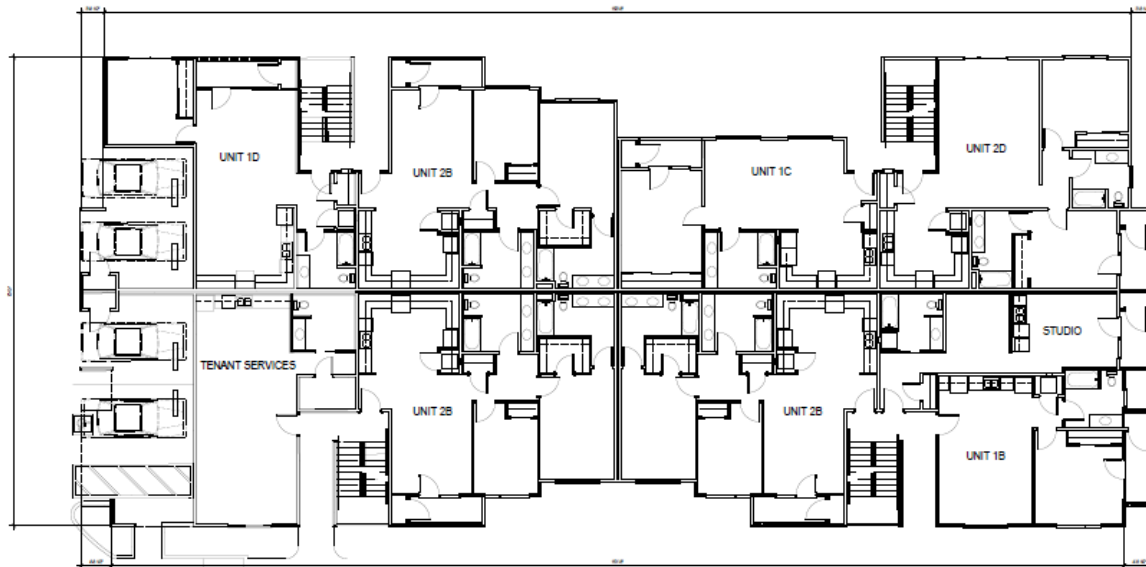 UNIT 1D
UNIT 2B
UNIT 1C
UNIT 2D
TENANT SERVICES
UNIT 2B
UNIT 2B
STUDIO
UNIT 1B